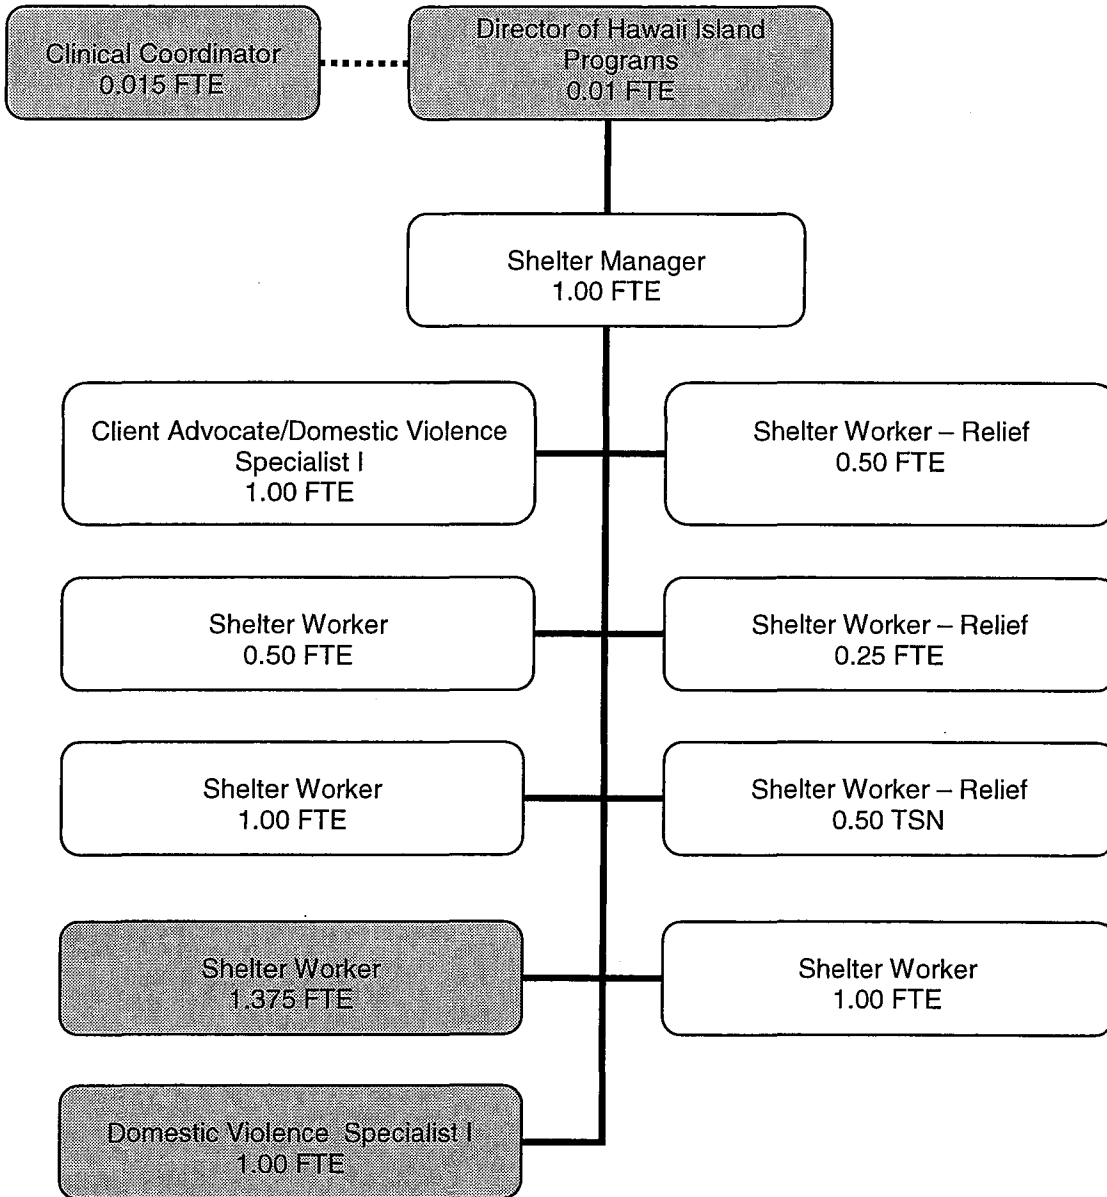 Clinical Coordinator
0.015 FTE
Director of Hawaii Island
Programs
0.01 FTE
Shelter Manager
1.00 FTE
Client Advocate/Domestic Violence
Specialist I
1.00 FTE
Shelter Worker – Relief
0.50 FTE
Shelter Worker
0.50 FTE
Shelter Worker – Relief
0.25 FTE
Shelter Worker
1.00 FTE
Shelter Worker – Relief
0.50 TSN
Shelter Worker
1.375 FTE
Shelter Worker
1.00 FTE
Domestic Violence Specialist I
1.00 FTE